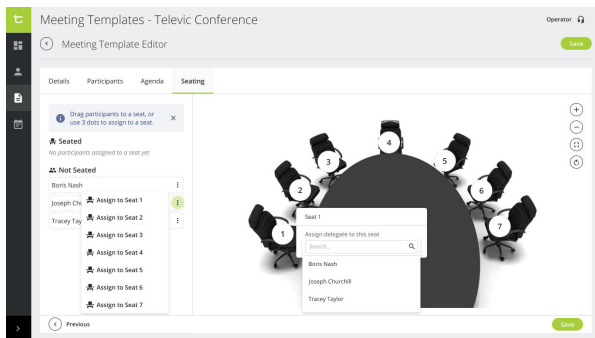 Meeting Templates - Televic Conference
Operator
Meeting Template Editor
Save
Details
Participants
Agenda
Seating
Drag participants to a seat, or
use 3 dots to assign to a seat.
Seated
No participants assigned to a seat yet
Not Seated
Boris Nash
Joseph Chu
Tracey Tay
Assign to Seat 1
Assign to Seat 2
Assign to Seat 3
Assign to Seat 4
Assign to Seat 5
Assign to Seat 6
Assign to Seat 7
1
2
3
4
5
6
7
Seat 1
Assign delegate to this seat
Search...
Boris Nash
Joseph Churchill
Tracey Taylor
Previous
Save